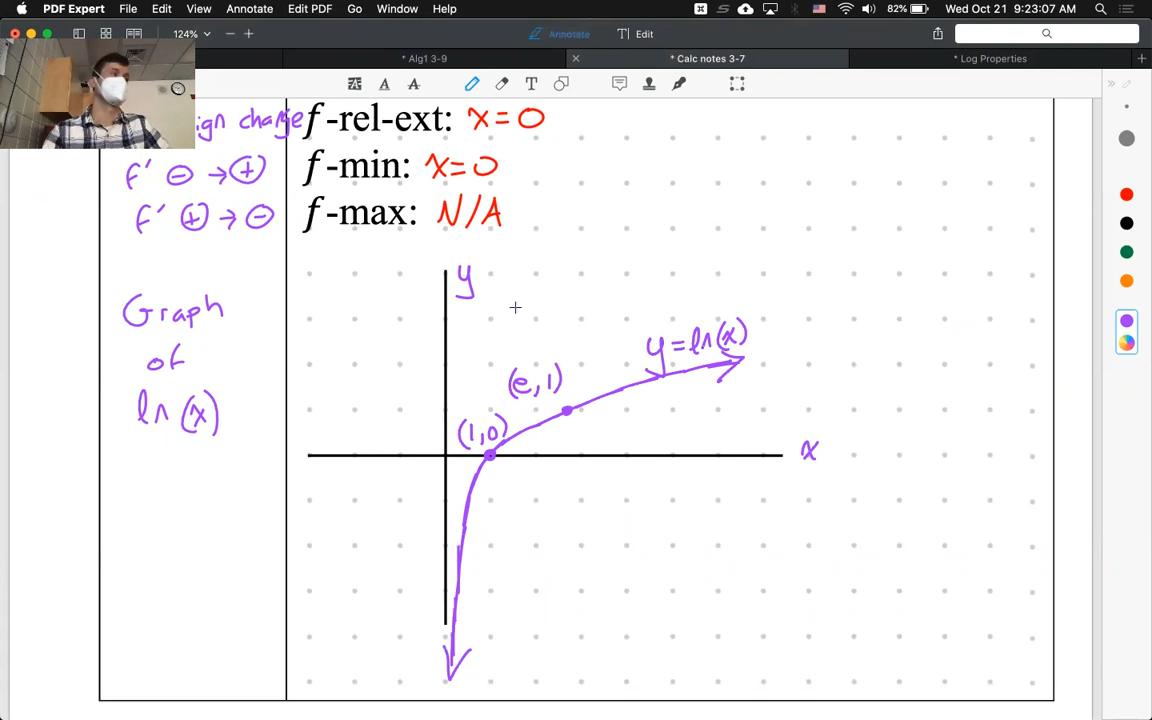 PDF Expert File Edit View Annotate Edit PDF Go Window Help 82% Wed Oct 21 9:23:07 AM
124% Annotate Edit
* Alg1 3-9 * Calc notes 3-7 * Log Properties
ign change
f' ⊖ → ⊕
f' ⊕ → ⊖
Graph
of
ln(x)
f-rel-ext: x=0
f-min: x=0
f-max: N/A
y
y=ln(x)
(e,1)
(1,0)
x